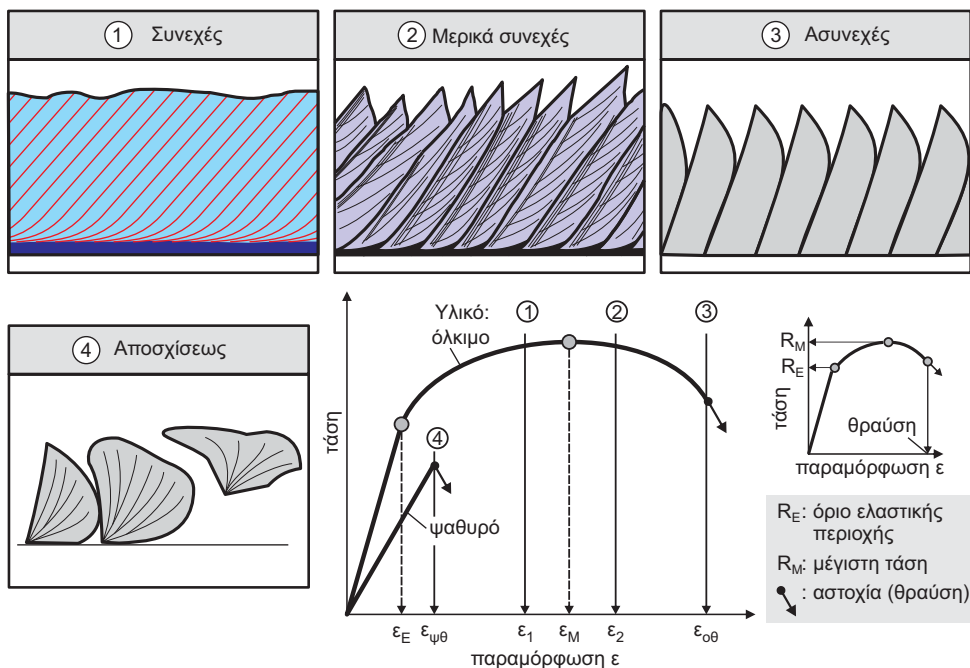 ① Συνεχές
② Μερικά συνεχές
③ Ασυνεχές
④ Αποσχίσεως
Υλικό:
όλκιμο
①
②
③
④
ψαθυρό
τάση
ε_E
ε_ψθ
ε_1
ε_M
ε_2
ε_οθ
παραμόρφωση ε
R_M
R_E
τάση
θραύση
παραμόρφωση ε
R_E: όριο ελαστικής
περιοχής
R_M: μέγιστη τάση
: αστοχία (θραύση)